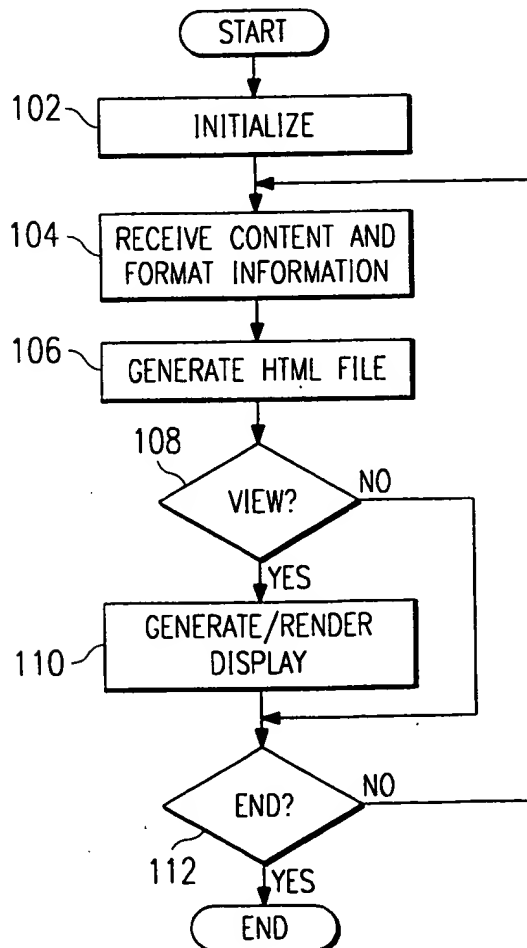 START
102
INITIALIZE
104
RECEIVE CONTENT AND
FORMAT INFORMATION
106
GENERATE HTML FILE
108
VIEW?
NO
YES
110
GENERATE/RENDER
DISPLAY
END?
NO
112
YES
END